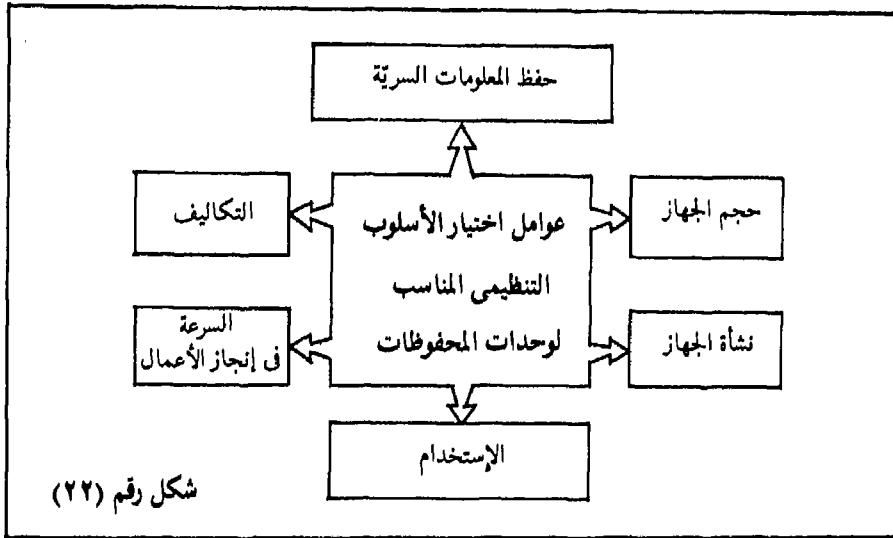 حفظ المعلومات السريّة
حجم الجهاز
التكاليف
عوامل اختيار الأسلوب
التنظيمى المناسب
لوحدات المحفوظات
نشأة الجهاز
السرعة
فى إنجاز الأعمال
الإستخدام
شكل رقم (٢٢)